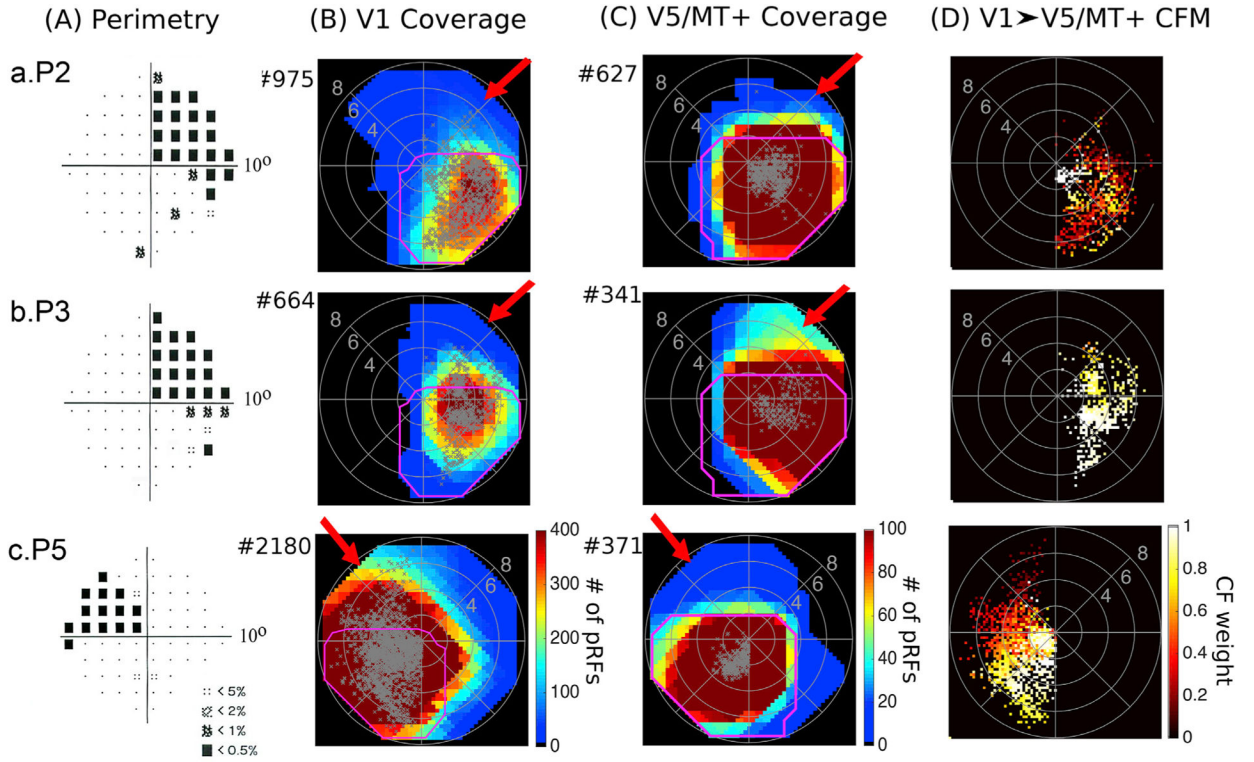 (A) Perimetry (B) V1 Coverage (C) V5/MT+ Coverage (D) V1➤V5/MT+ CFM
a.P2 #975 #627
10º
8 6 4
8 6 4
8 6 4
b.P3 #664 #341
10º
8 6 4
8 6 4
8 6 4
c.P5 #2180 #371
10º
8 6 4
8 6 4
8 6 4
400 300 200 100 0
# of pRFs
100 80 60 40 20 0
# of pRFs
1 0.8 0.6 0.4 0.2 0
CF weight
< 5%
< 2%
< 1%
< 0.5%